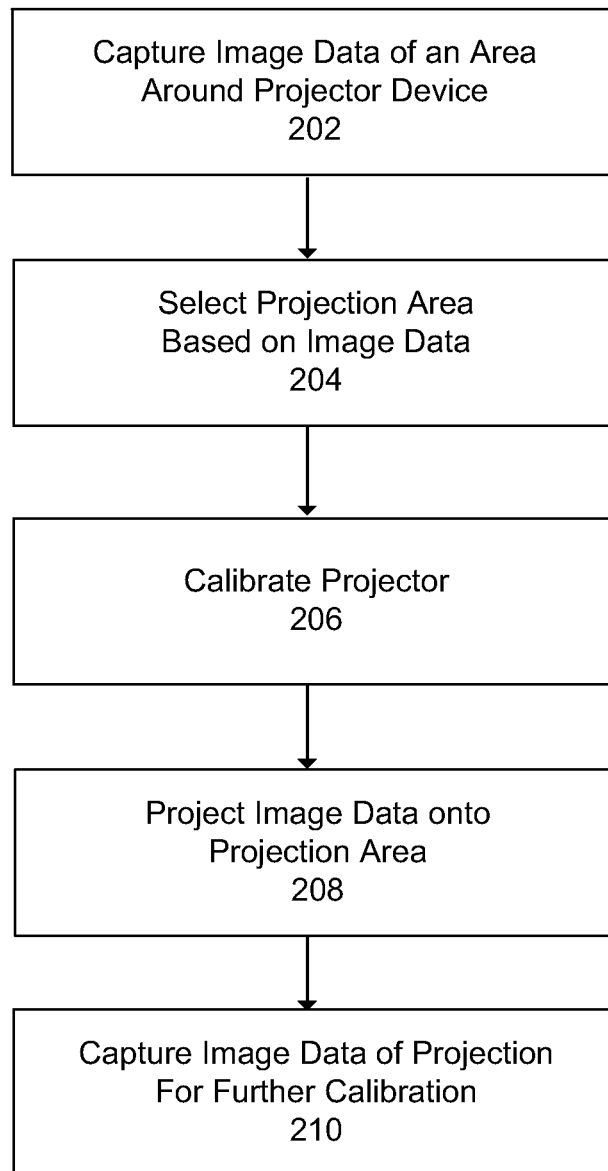 Capture Image Data of an Area
Around Projector Device
202
Select Projection Area
Based on Image Data
204
Calibrate Projector
206
Project Image Data onto
Projection Area
208
Capture Image Data of Projection
For Further Calibration
210